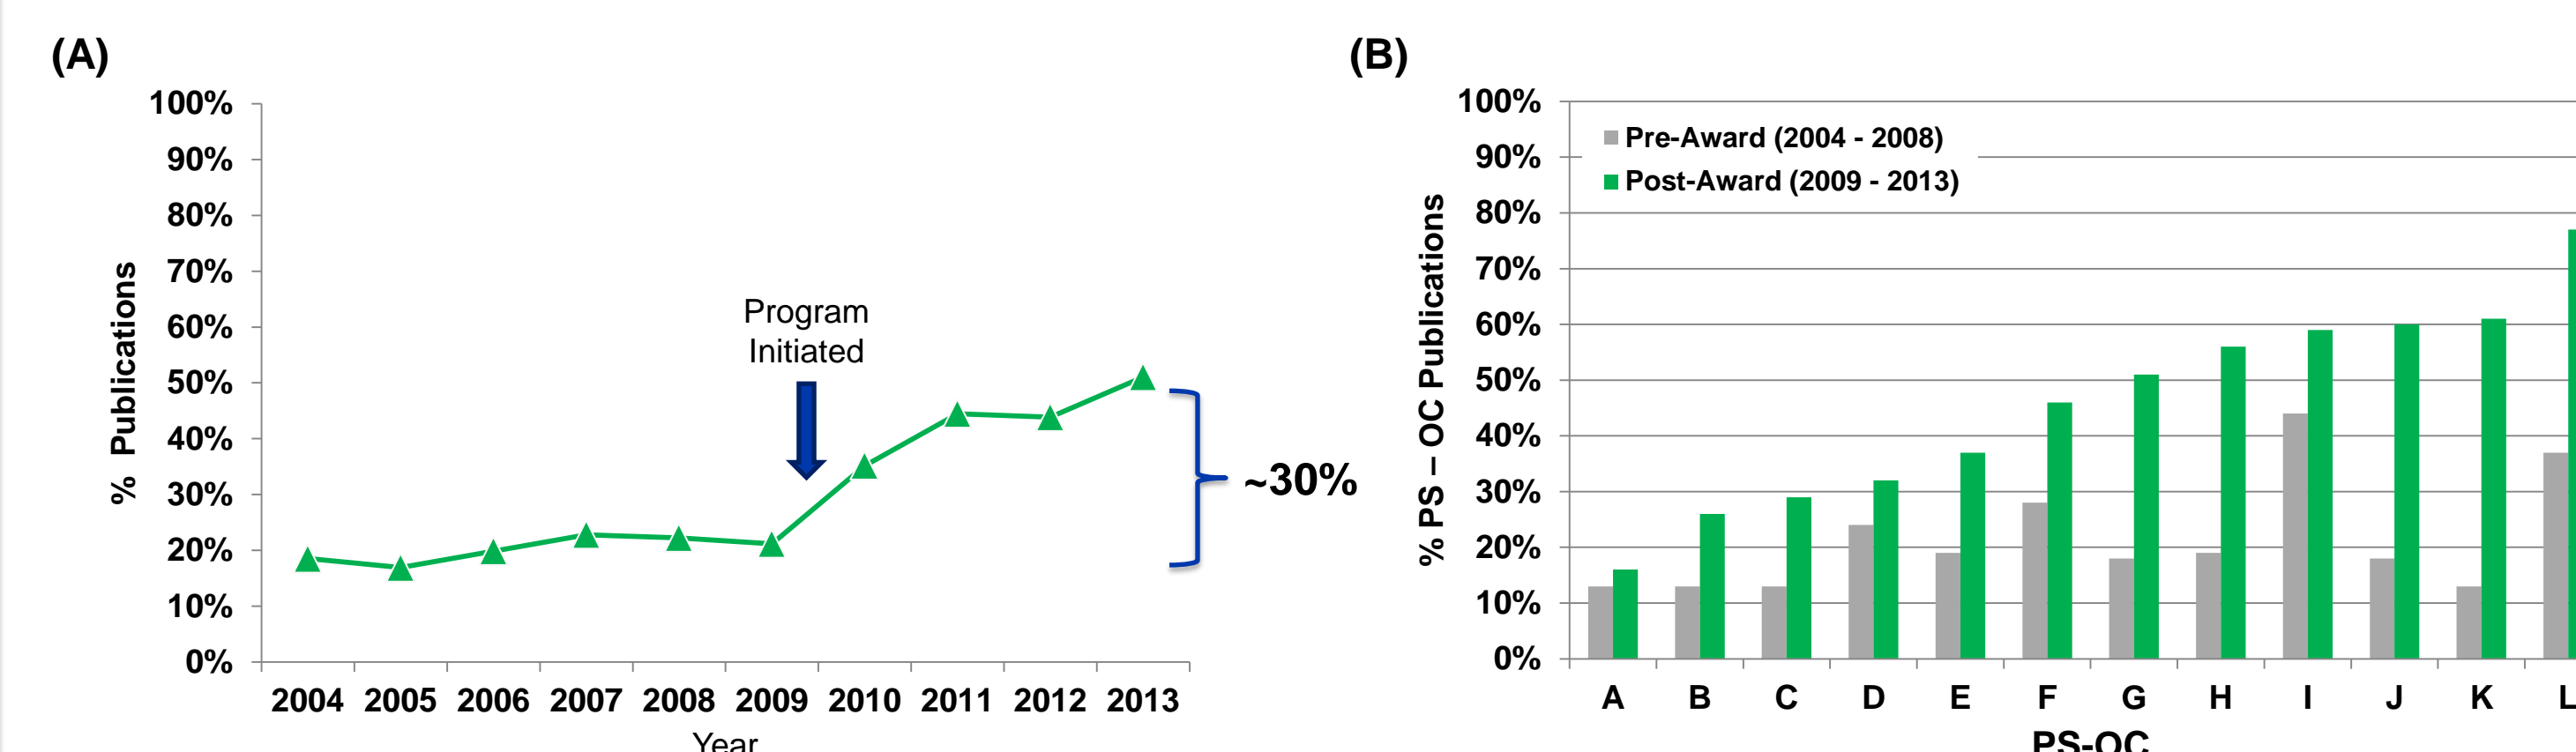 (A)
100%
90%
80%
70%
60%
50%
40%
30%
20%
10%
0%
% Publications
Program
Initiated
~30%
2004 2005 2006 2007 2008 2009 2010 2011 2012 2013
Year
(B)
100%
90%
80%
70%
60%
50%
40%
30%
20%
10%
0%
% PS – OC Publications
Pre-Award (2004 - 2008)
Post-Award (2009 - 2013)
A B C D E F G H I J K L
PS-OC